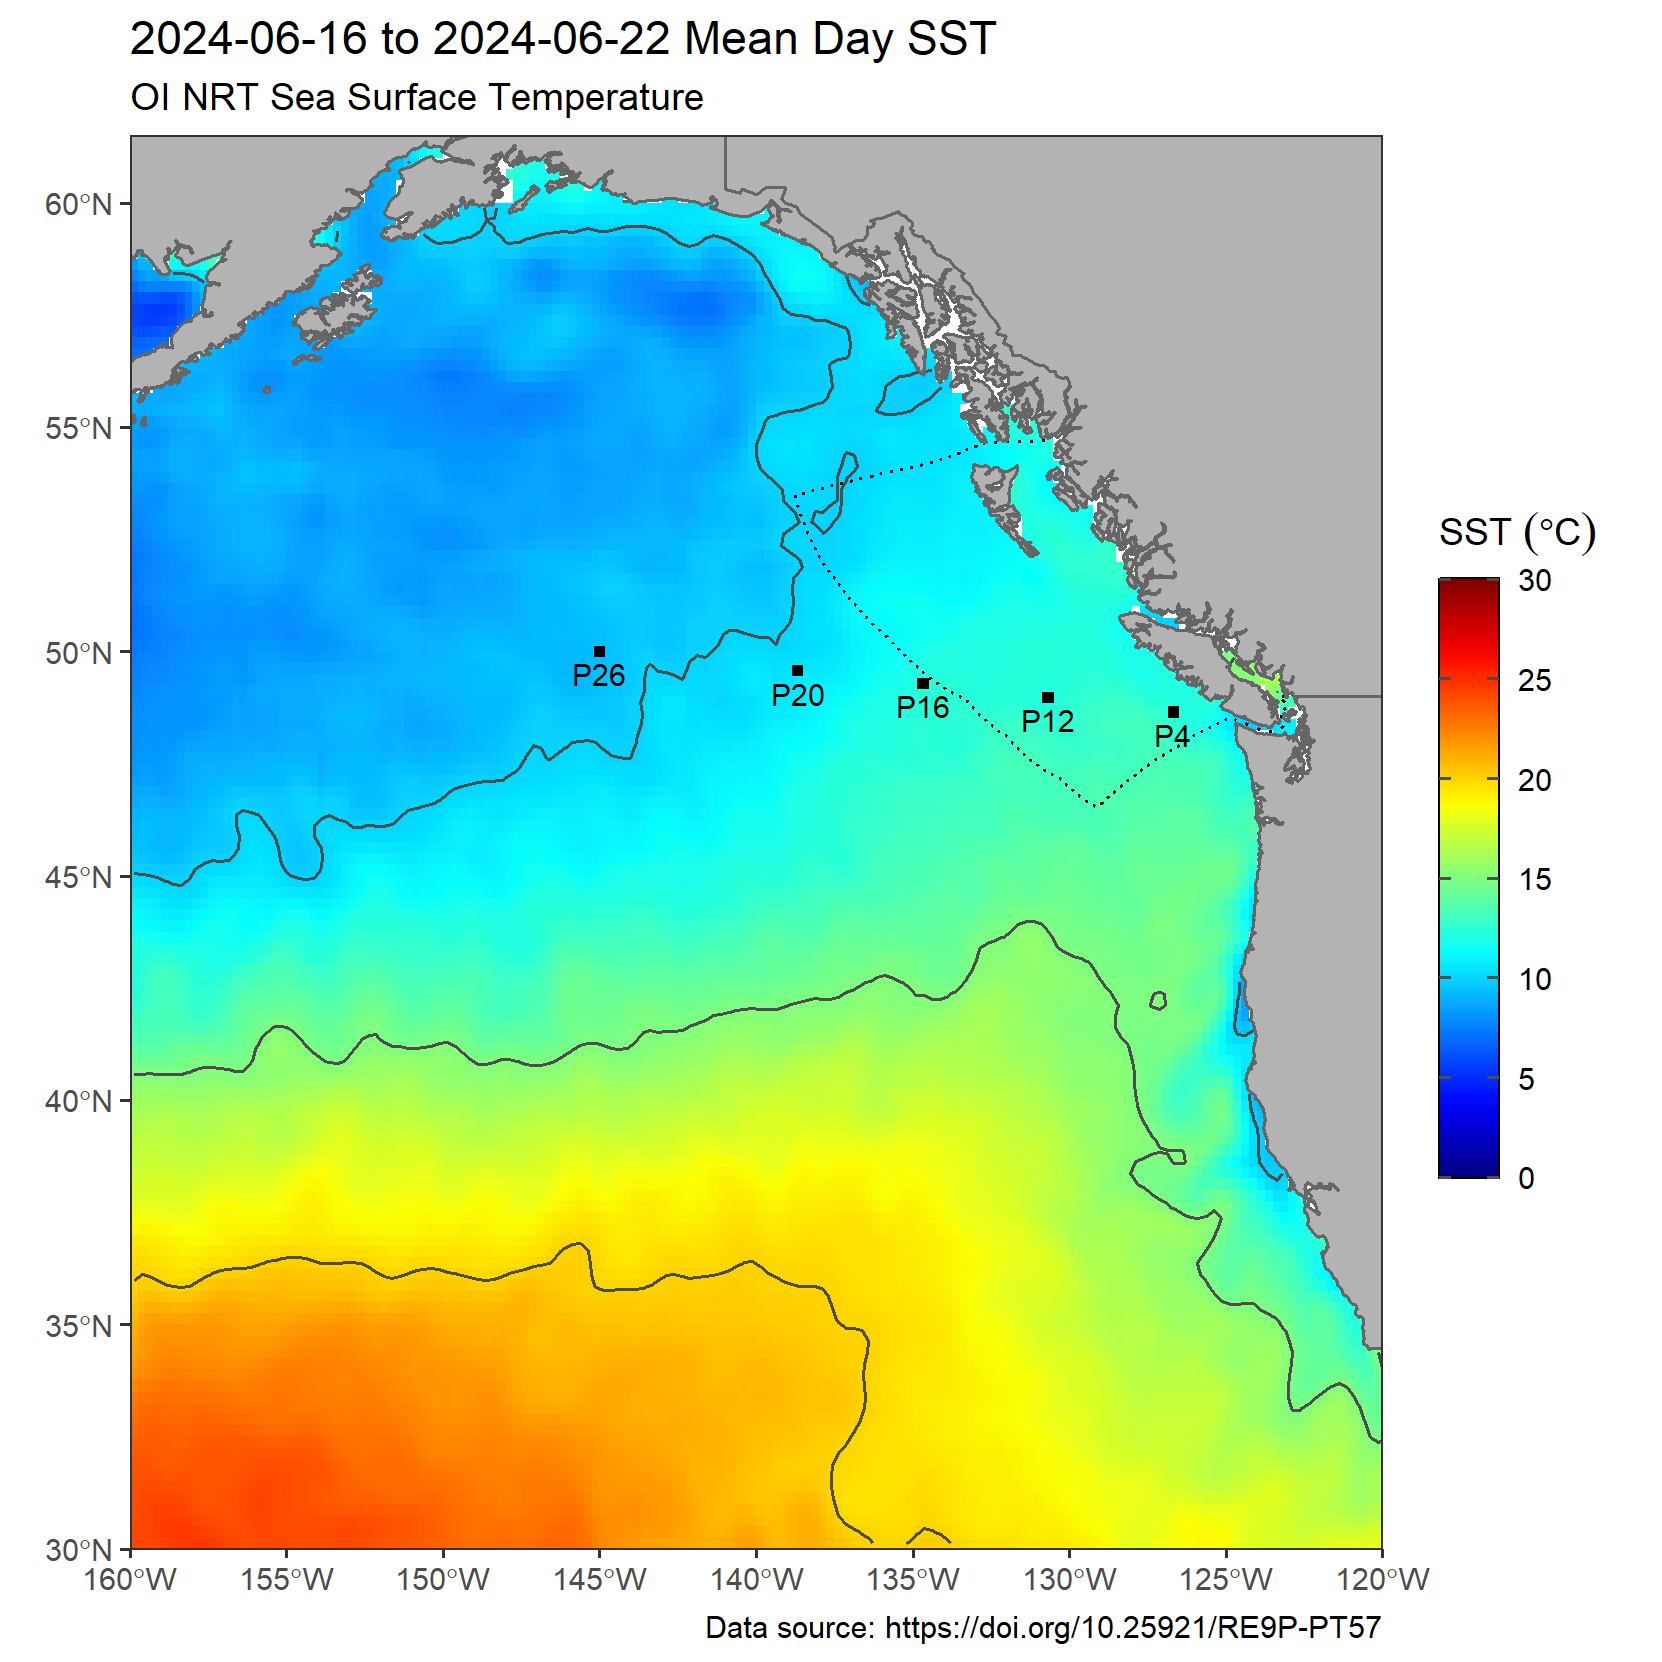 2024-06-16 to 2024-06-22 Mean Day SST
OI NRT Sea Surface Temperature
60°N
55°N
50°N
45°N
40°N
35°N
30°N
P26
P20
P16
P12
P4
160°W
155°W
150°W
145°W
140°W
135°W
130°W
125°W
120°W
SST (°C)
30
25
20
15
10
5
0
Data source: https://doi.org/10.25921/RE9P-PT57